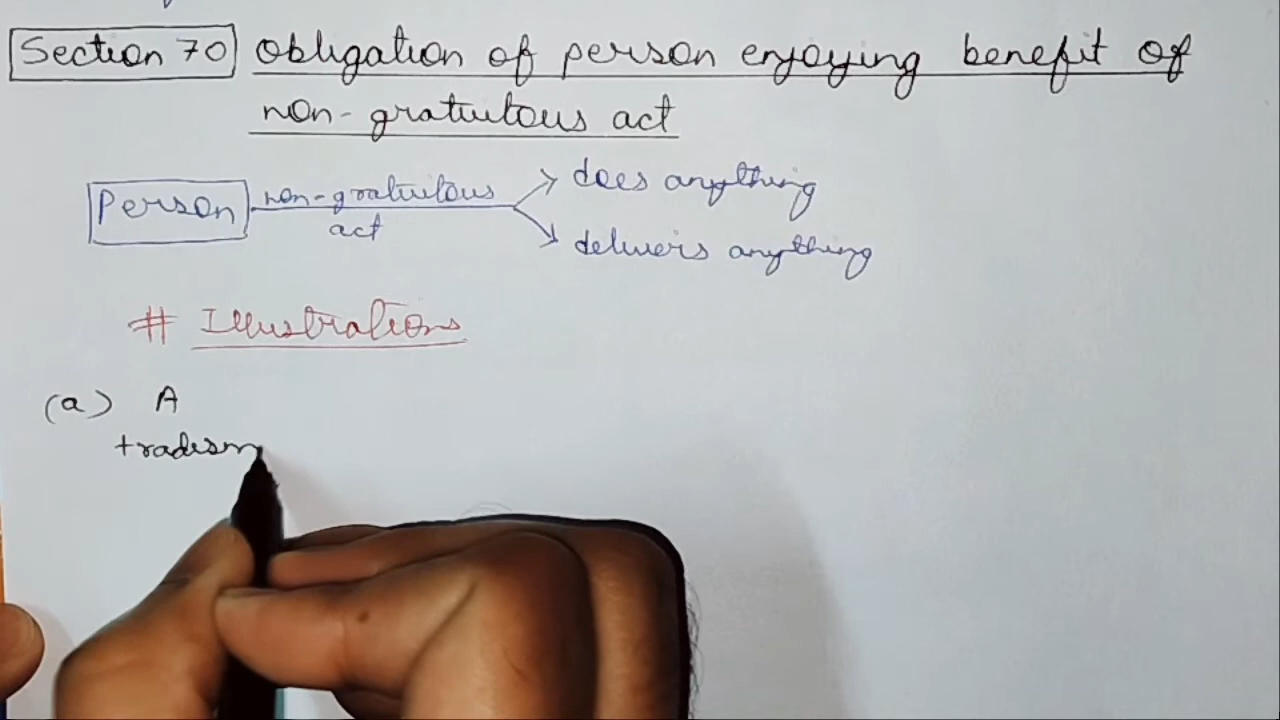 Section 70 obligation of person enjoying benefit of
non-gratuitous act
Person non-gratuitous act
does anything
delivers anything
# Illustrations
(a) A
tradesm